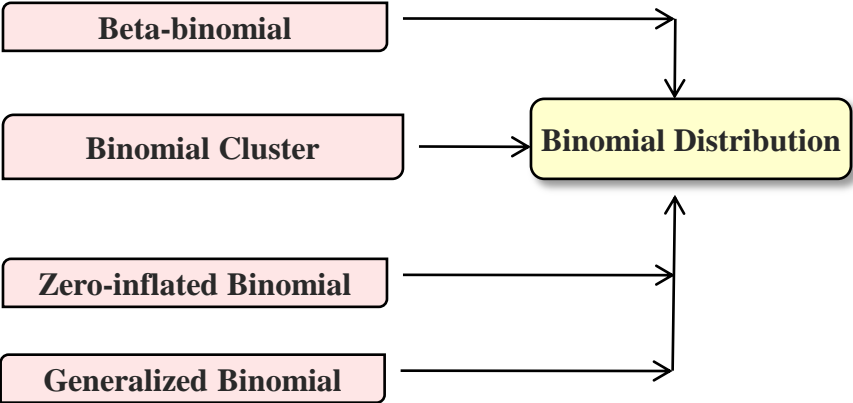 Beta-binomial
Binomial Cluster
Binomial Distribution
Zero-inflated Binomial
Generalized Binomial